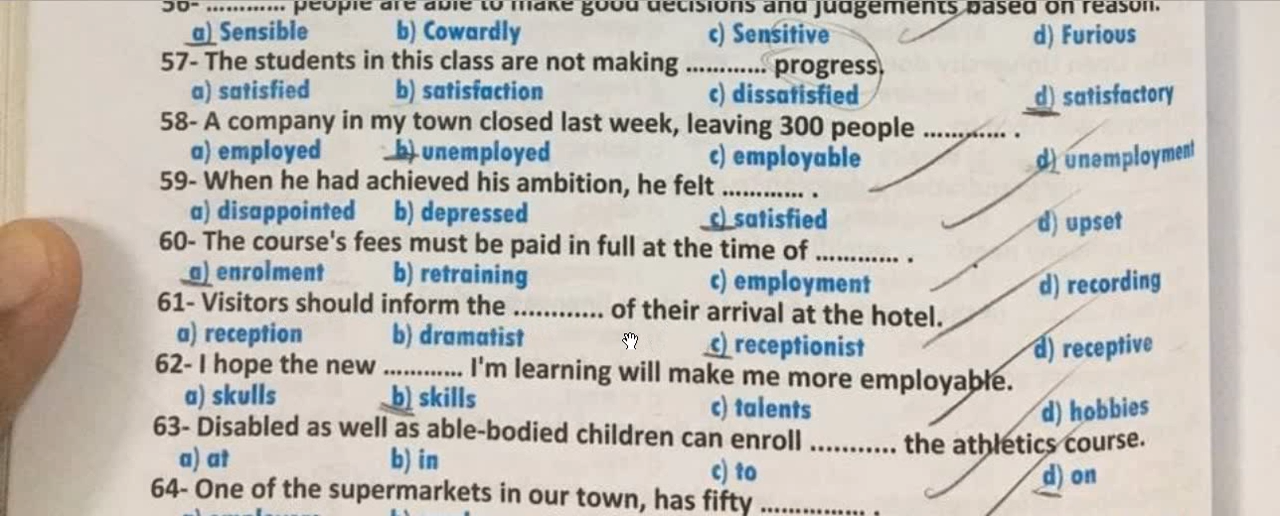 56- ............ people are able to make good decisions and judgements based on reason.
a) Sensible b) Cowardly c) Sensitive d) Furious
57- The students in this class are not making ............ progress.
a) satisfied b) satisfaction c) dissatisfied d) satisfactory
58- A company in my town closed last week, leaving 300 people ............ .
a) employed b) unemployed c) employable d) unemployment
59- When he had achieved his ambition, he felt ............ .
a) disappointed b) depressed c) satisfied d) upset
60- The course's fees must be paid in full at the time of ............ .
a) enrolment b) retraining c) employment d) recording
61- Visitors should inform the ............ of their arrival at the hotel.
a) reception b) dramatist c) receptionist d) receptive
62- I hope the new ............ I'm learning will make me more employable.
a) skulls b) skills c) talents d) hobbies
63- Disabled as well as able-bodied children can enroll ............ the athletics course.
a) at b) in c) to d) on
64- One of the supermarkets in our town, has fifty ............... .